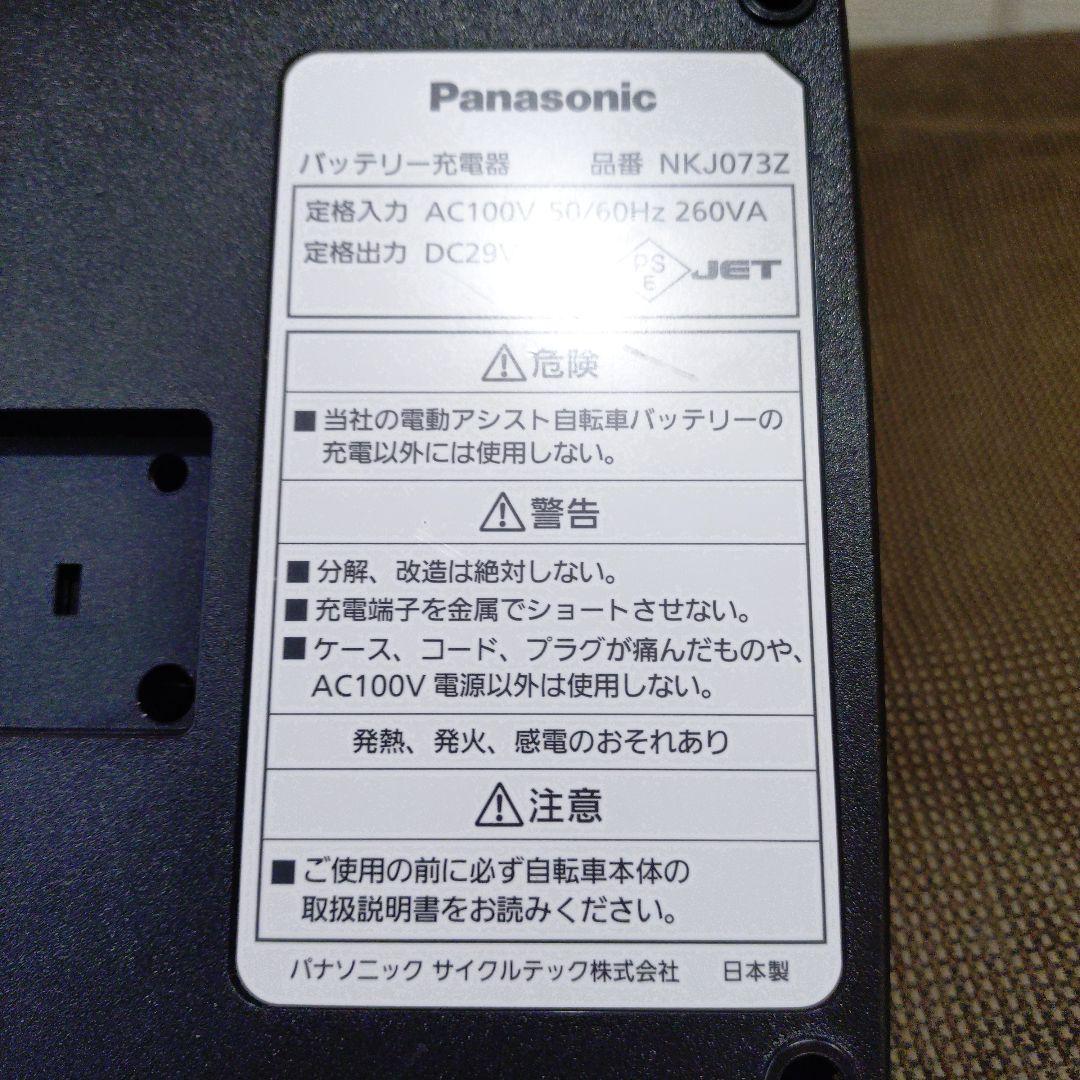 Panasonic
バッテリー充電器 品番 NKJ073Z
定格入力 AC100V 50/60Hz 260VA
定格出力 DC29V
PS
E
JET
危険
■当社の電動アシスト自転車バッテリーの
充電以外には使用しない。
警告
■分解、改造は絶対しない。
■充電端子を金属でショートさせない。
■ケース、コード、プラグが痛んだものや、
AC100V 電源以外は使用しない。
発熱、発火、感電のおそれあり
注意
■ご使用の前に必ず自転車本体の
取扱説明書をお読みください。
パナソニック サイクルテック株式会社 日本製